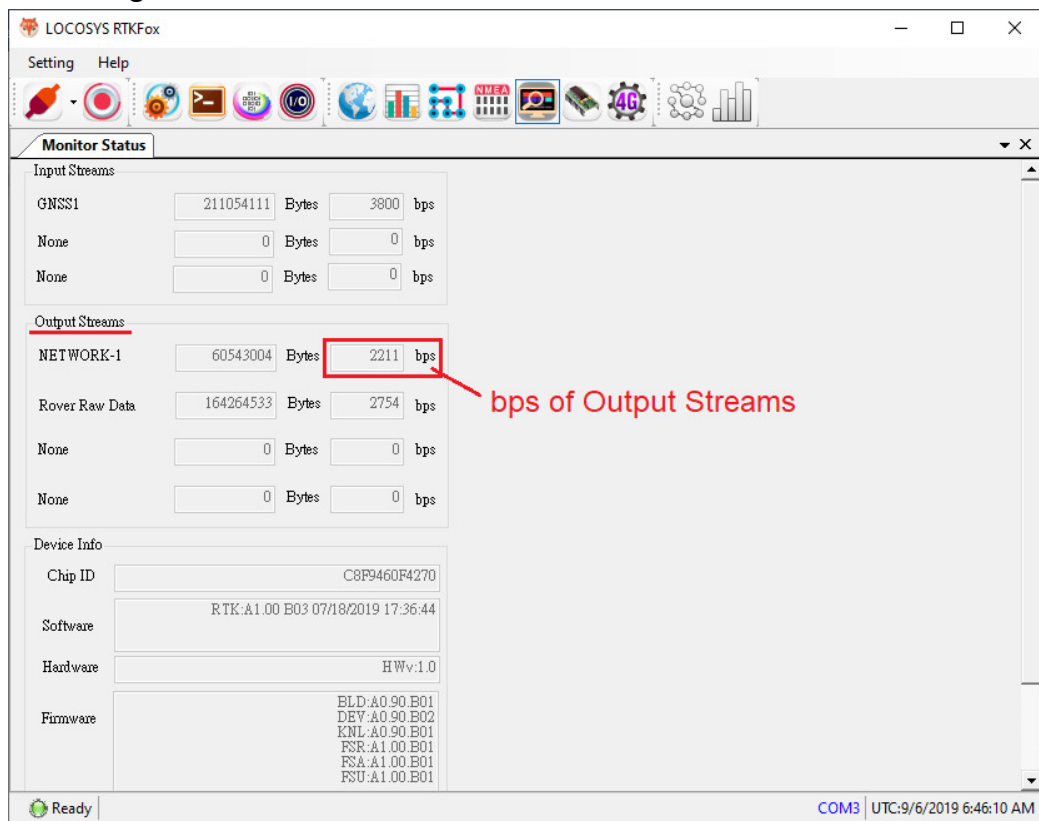 LOCOSYS RTKFox
Setting Help
I/O NMEA 4G
Monitor Status
Input Streams
GNSS1 211054111 Bytes 3800 bps
None 0 Bytes 0 bps
None 0 Bytes 0 bps
Output Streams
NETWORK-1 60543004 Bytes 2211 bps
bps of Output Streams
Rover Raw Data 164264533 Bytes 2754 bps
None 0 Bytes 0 bps
None 0 Bytes 0 bps
Device Info
Chip ID C8F9460F4270
Software RTK:A1.00 B03 07/18/2019 17:36:44
Hardware HWv:1.0
Firmware BLD:A0.90.B01
DEV:A0.90.B02
KNL:A0.90.B01
FSR:A1.00.B01
FSA:A1.00.B01
FSU:A1.00.B01
Ready COM3 UTC:9/6/2019 6:46:10 AM